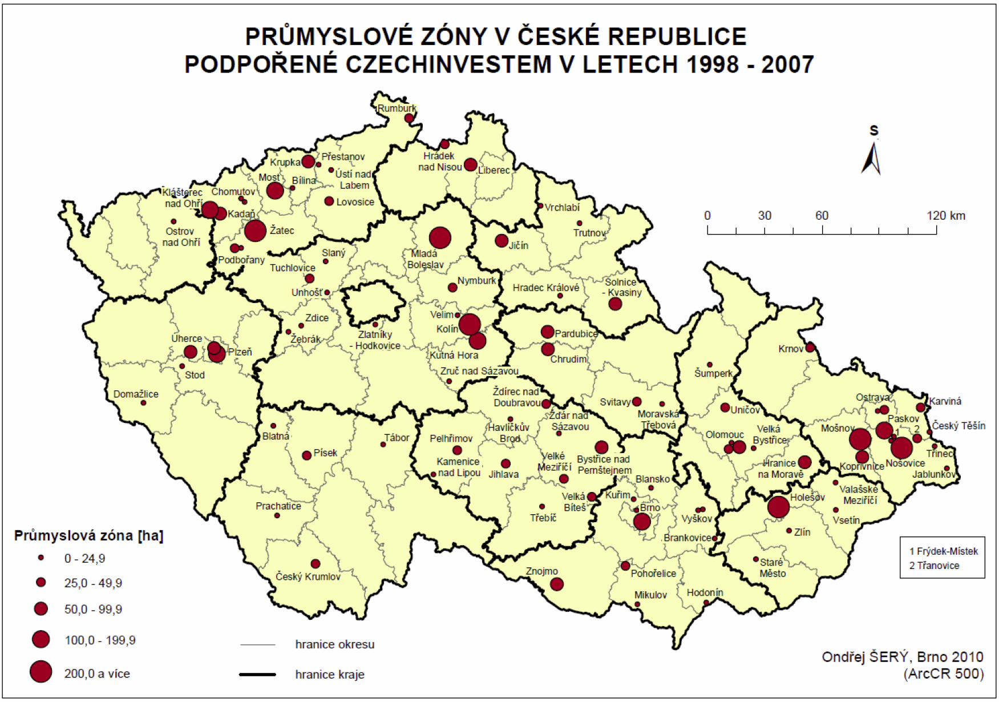 PRŮMYSLOVÉ ZÓNY V ČESKÉ REPUBLICE
PODPOŘENÉ CZECHINVESTEM V LETECH 1998 - 2007
Rumburk
S
Hrádek
nad Nisou
Liberec
Krupka
Přestanov
Ústí nad
Labem
Most
Bílina
Chomutov
Klášterec
nad Ohří
Kadaň
Lovosice
Ostrov
nad Ohří
Žatec
Podbořany
Vrchlabí
Trutnov
0
30
60
120 km
Jičín
Mladá
Boleslav
Slaný
Tuchlovice
Unhošť
Nymburk
Hradec Králové
Solnice
- Kvasiny
Zdice
Žebrák
Zlatníky
- Hodkovice
Velim
Kolín
Kutná Hora
Pardubice
Chrudim
Úherce
Plzeň
Stod
Domažlice
Zruč nad Sázavou
Krnov
Šumperk
Ždírec nad
Doubravou
Svitavy
Moravská
Třebová
Uničov
Ostrava
Karviná
Paskov
Český Těšín
Mošnov
1
2
Třinec
Nošovice
Kopřivnice
Jablunkov
Blatná
Písek
Tábor
Pelhřimov
Havlíčkův
Brod
Žďár nad
Sázavou
Kamenice
nad Lipou
Jihlava
Velké
Meziříčí
Bystřice nad
Pernštejnem
Olomouc
Velká
Bystřice
Hranice
na Moravě
Blansko
Kuřim
Brno
Velká
Bíteš
Třebíč
Vyškov
Holešov
Valašské
Meziříčí
Vsetín
Zlín
Prachatice
Brankovice
Staré
Město
Český Krumlov
Znojmo
Pohořelice
Mikulov
Hodonín
1 Frýdek-Místek
2 Třanovice
Průmyslová zóna [ha]
0 - 24,9
25,0 - 49,9
50,0 - 99,9
100,0 - 199,9
200,0 a více
hranice okresu
hranice kraje
Ondřej ŠERÝ, Brno 2010
(ArcCR 500)